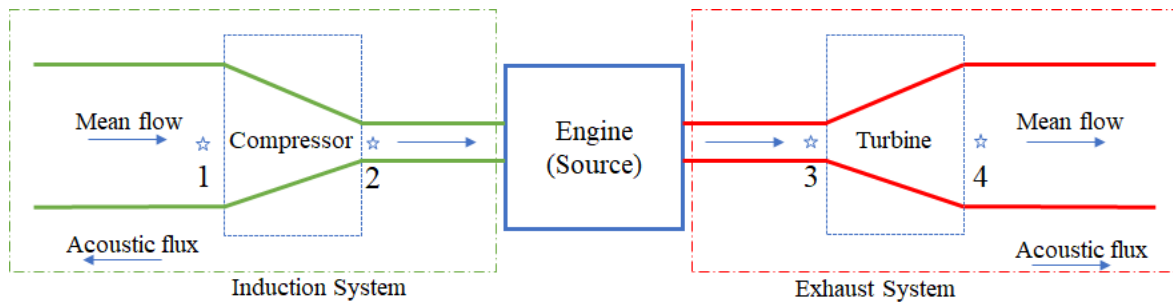 Mean flow
1
Compressor
2
Acoustic flux
Induction System
Engine
(Source)
3
Turbine
4
Mean flow
Acoustic flux
Exhaust System